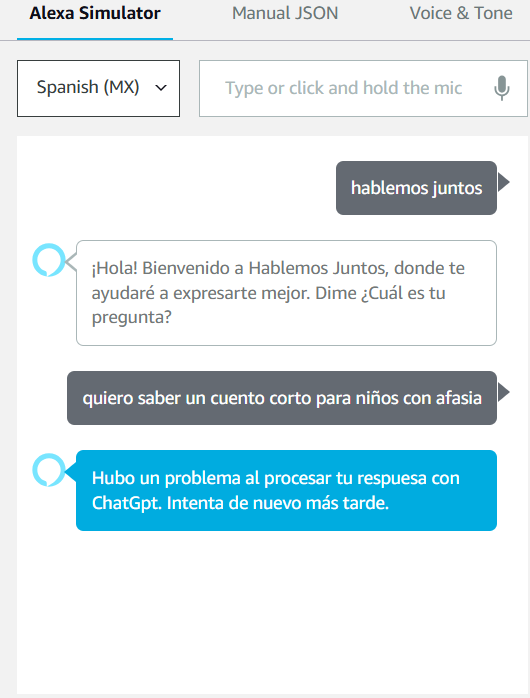 Alexa Simulator Manual JSON Voice & Tone
Spanish (MX) Type or click and hold the mic
hablemos juntos
¡Hola! Bienvenido a Hablemos Juntos, donde te
ayudaré a expresarte mejor. Dime ¿Cuál es tu
pregunta?
quiero saber un cuento corto para niños con afasia
Hubo un problema al procesar tu respuesa con
ChatGpt. Intenta de nuevo más tarde.